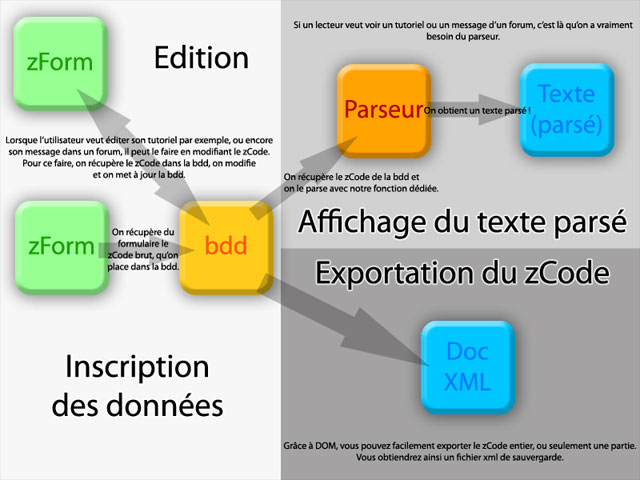 zForm
Edition
Lorsque l'utilisateur veut éditer son tutoriel par exemple, ou encore
son message dans un forum, il peut le faire en modifiant le zCode.
Pour ce faire, on récupère le zCode dans la bdd, on modifie
et on met à jour la bdd.
zForm
On récupère du
formulaire le
zCode brut, qu'on
place dans la bdd.
bdd
Inscription
des données
Si un lecteur veut voir un tutoriel ou un message d'un forum, c'est là qu'on a vraiment
besoin du parseur.
Parseur
On obtient un texte parsé !
Texte
(parsé)
On récupère le zCode de la bdd et
on le parse avec notre fonction dédiée.
Affichage du texte parsé
Exportation du zCode
Doc
XML
Grâce à DOM, vous pouvez facilement exporter le zCode entier, ou seulement une partie.
Vous obtiendrez ainsi un fichier xml de sauvergarde.